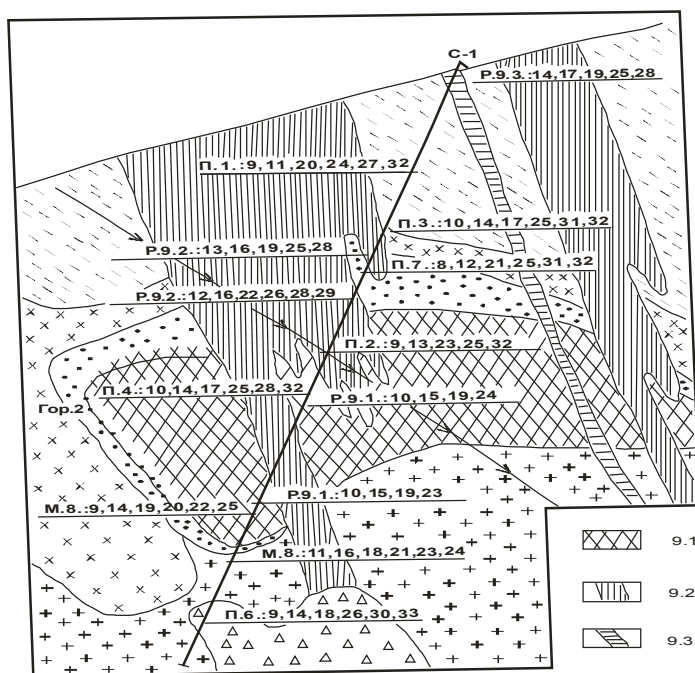 С-1
Р.9.3.:14,17,19,25,28
П.1.:9,11,20,24,27,32
П.3.:10,14,17,25,31,32
Р.9.2.:13,16,19,25,28
П.7.:8,12,21,25,31,32
Р.9.2.:12,16,22,26,28,29
П.2.:9,13,23,25,32
П.4.:10,14,17,25,28,32
Р.9.1.:10,15,19,24
Гор.2
Р.9.1.:10,15,19,23
М.8.:9,14,19,20,22,25
М.8.:11,16,18,21,23,24
П.6.:9,14,18,26,30,33
9.1
9.2
9.3